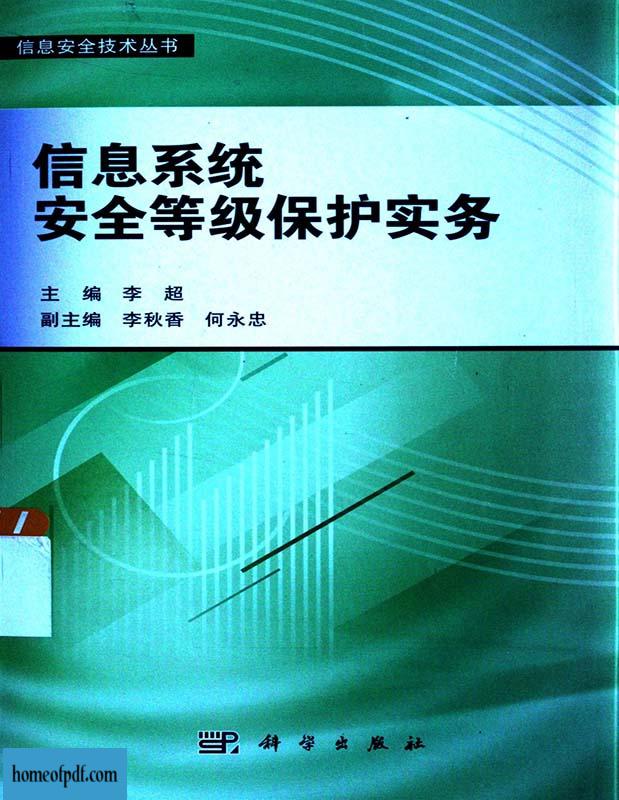 信息安全技术丛书
信息系统
安全等级保护实务
主 编 李 超
副主编 李秋香 何永忠
科学出版社
homeofpdf.com